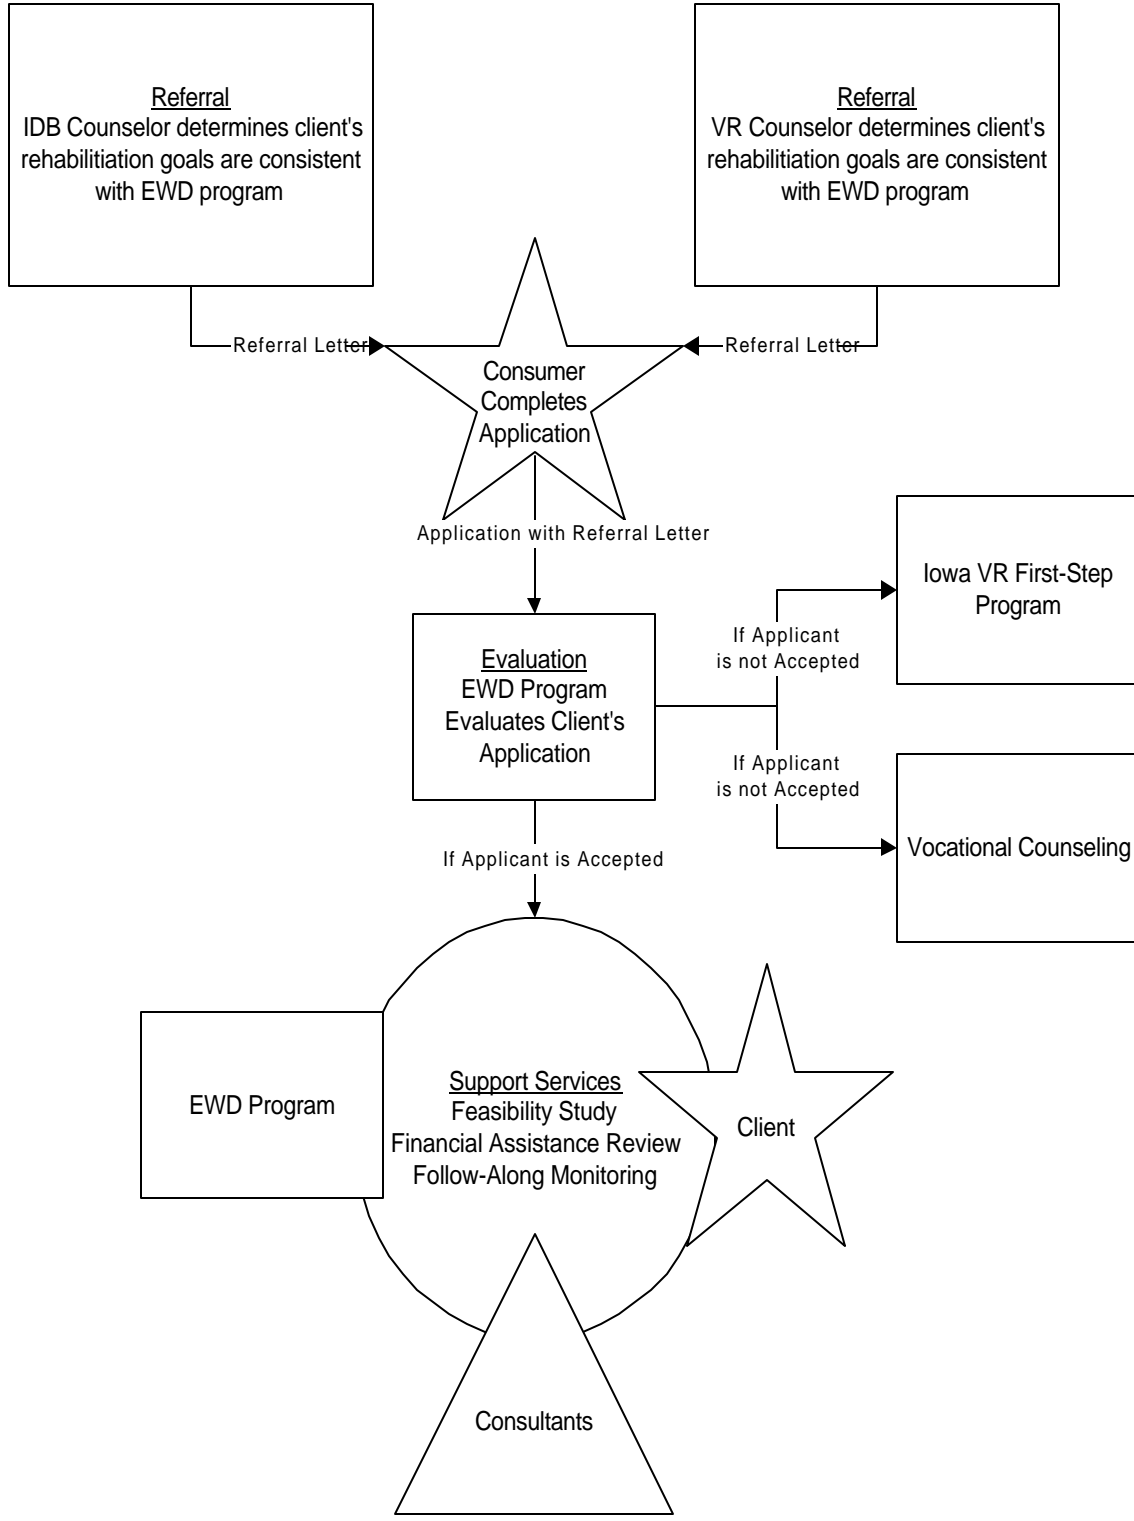 Referral
IDB Counselor determines client's
rehabilitiation goals are consistent
with EWD program
Referral
VR Counselor determines client's
rehabilitiation goals are consistent
with EWD program
Referral Letter
Referral Letter
Consumer
Completes
Application
Application with Referral Letter
Evaluation
EWD Program
Evaluates Client's
Application
If Applicant
is not Accepted
Iowa VR First-Step
Program
If Applicant
is not Accepted
Vocational Counseling
If Applicant is Accepted
EWD Program
Support Services
Feasibility Study
Financial Assistance Review
Follow-Along Monitoring
Client
Consultants